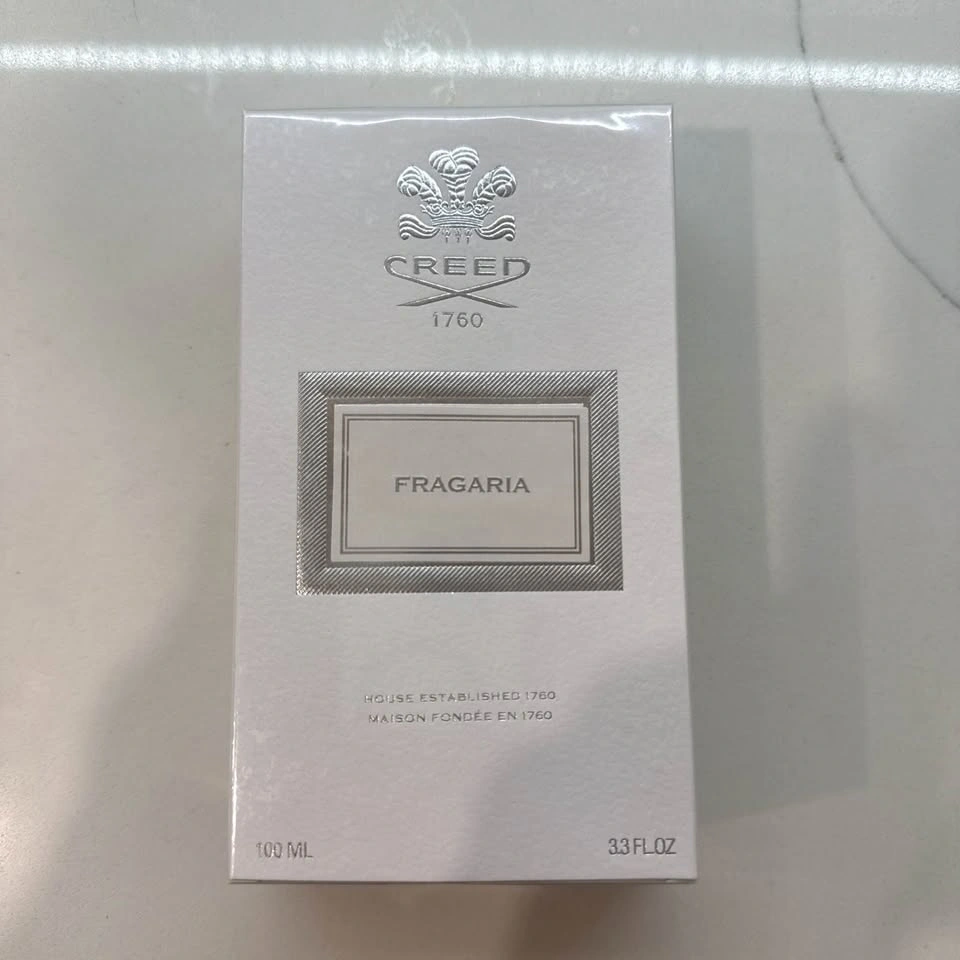 CREED
1760
FRAGARIA
HOUSE ESTABLISHED 1760
MAISON FONDÉE EN 1760
100 ML
3.3 FL.OZ